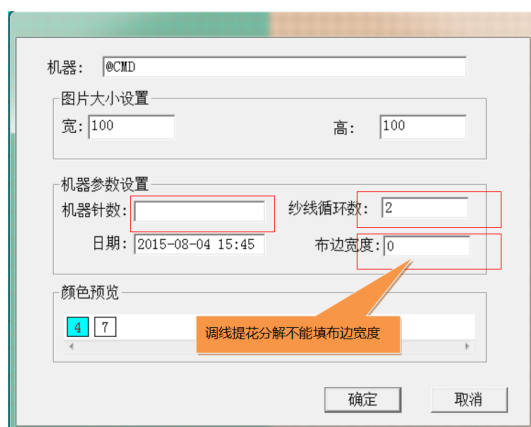 机器: @CMD
图片大小设置
宽: 100 高: 100
机器参数设置
机器针数: 纱线循环数: 2
日期: 2015-08-04 15:45 布边宽度: 0
颜色预览
4 7
调线提花分解不能填布边宽度
确定 取消